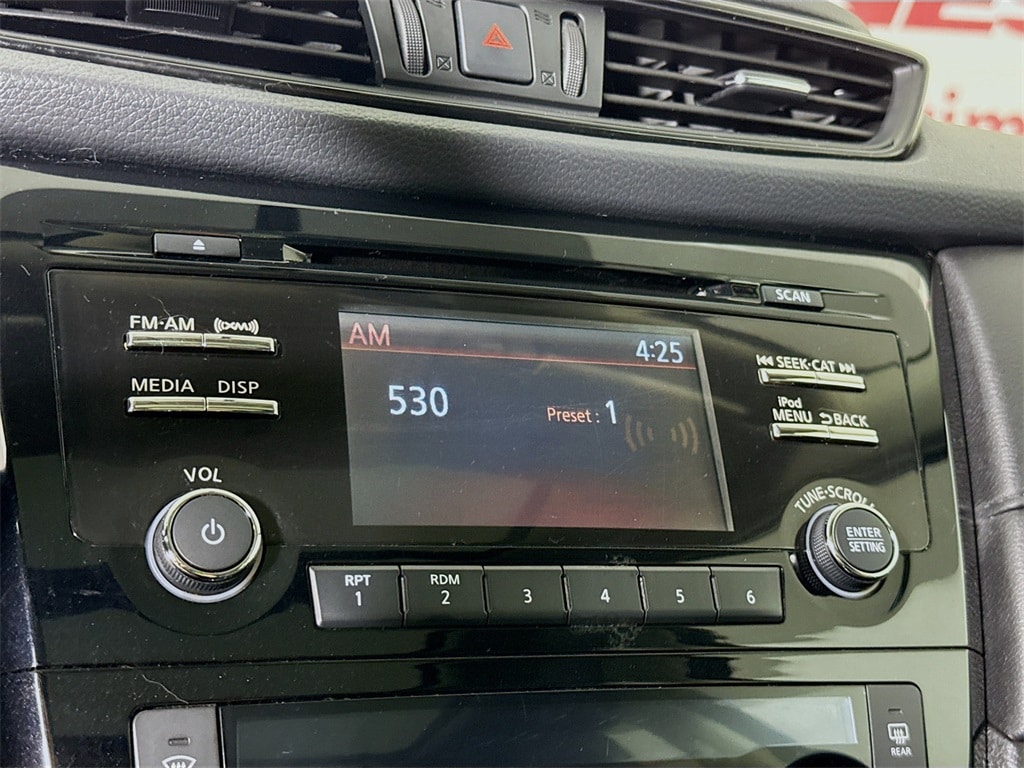 FM·AM
((XM))
MEDIA DISP
VOL
AM 4:25
530 Preset : 1
SCAN
SEEK·CAT
iPod
MENU BACK
TUNE·SCROLL
ENTER
SETTING
RPT RDM
1 2 3 4 5 6
REAR